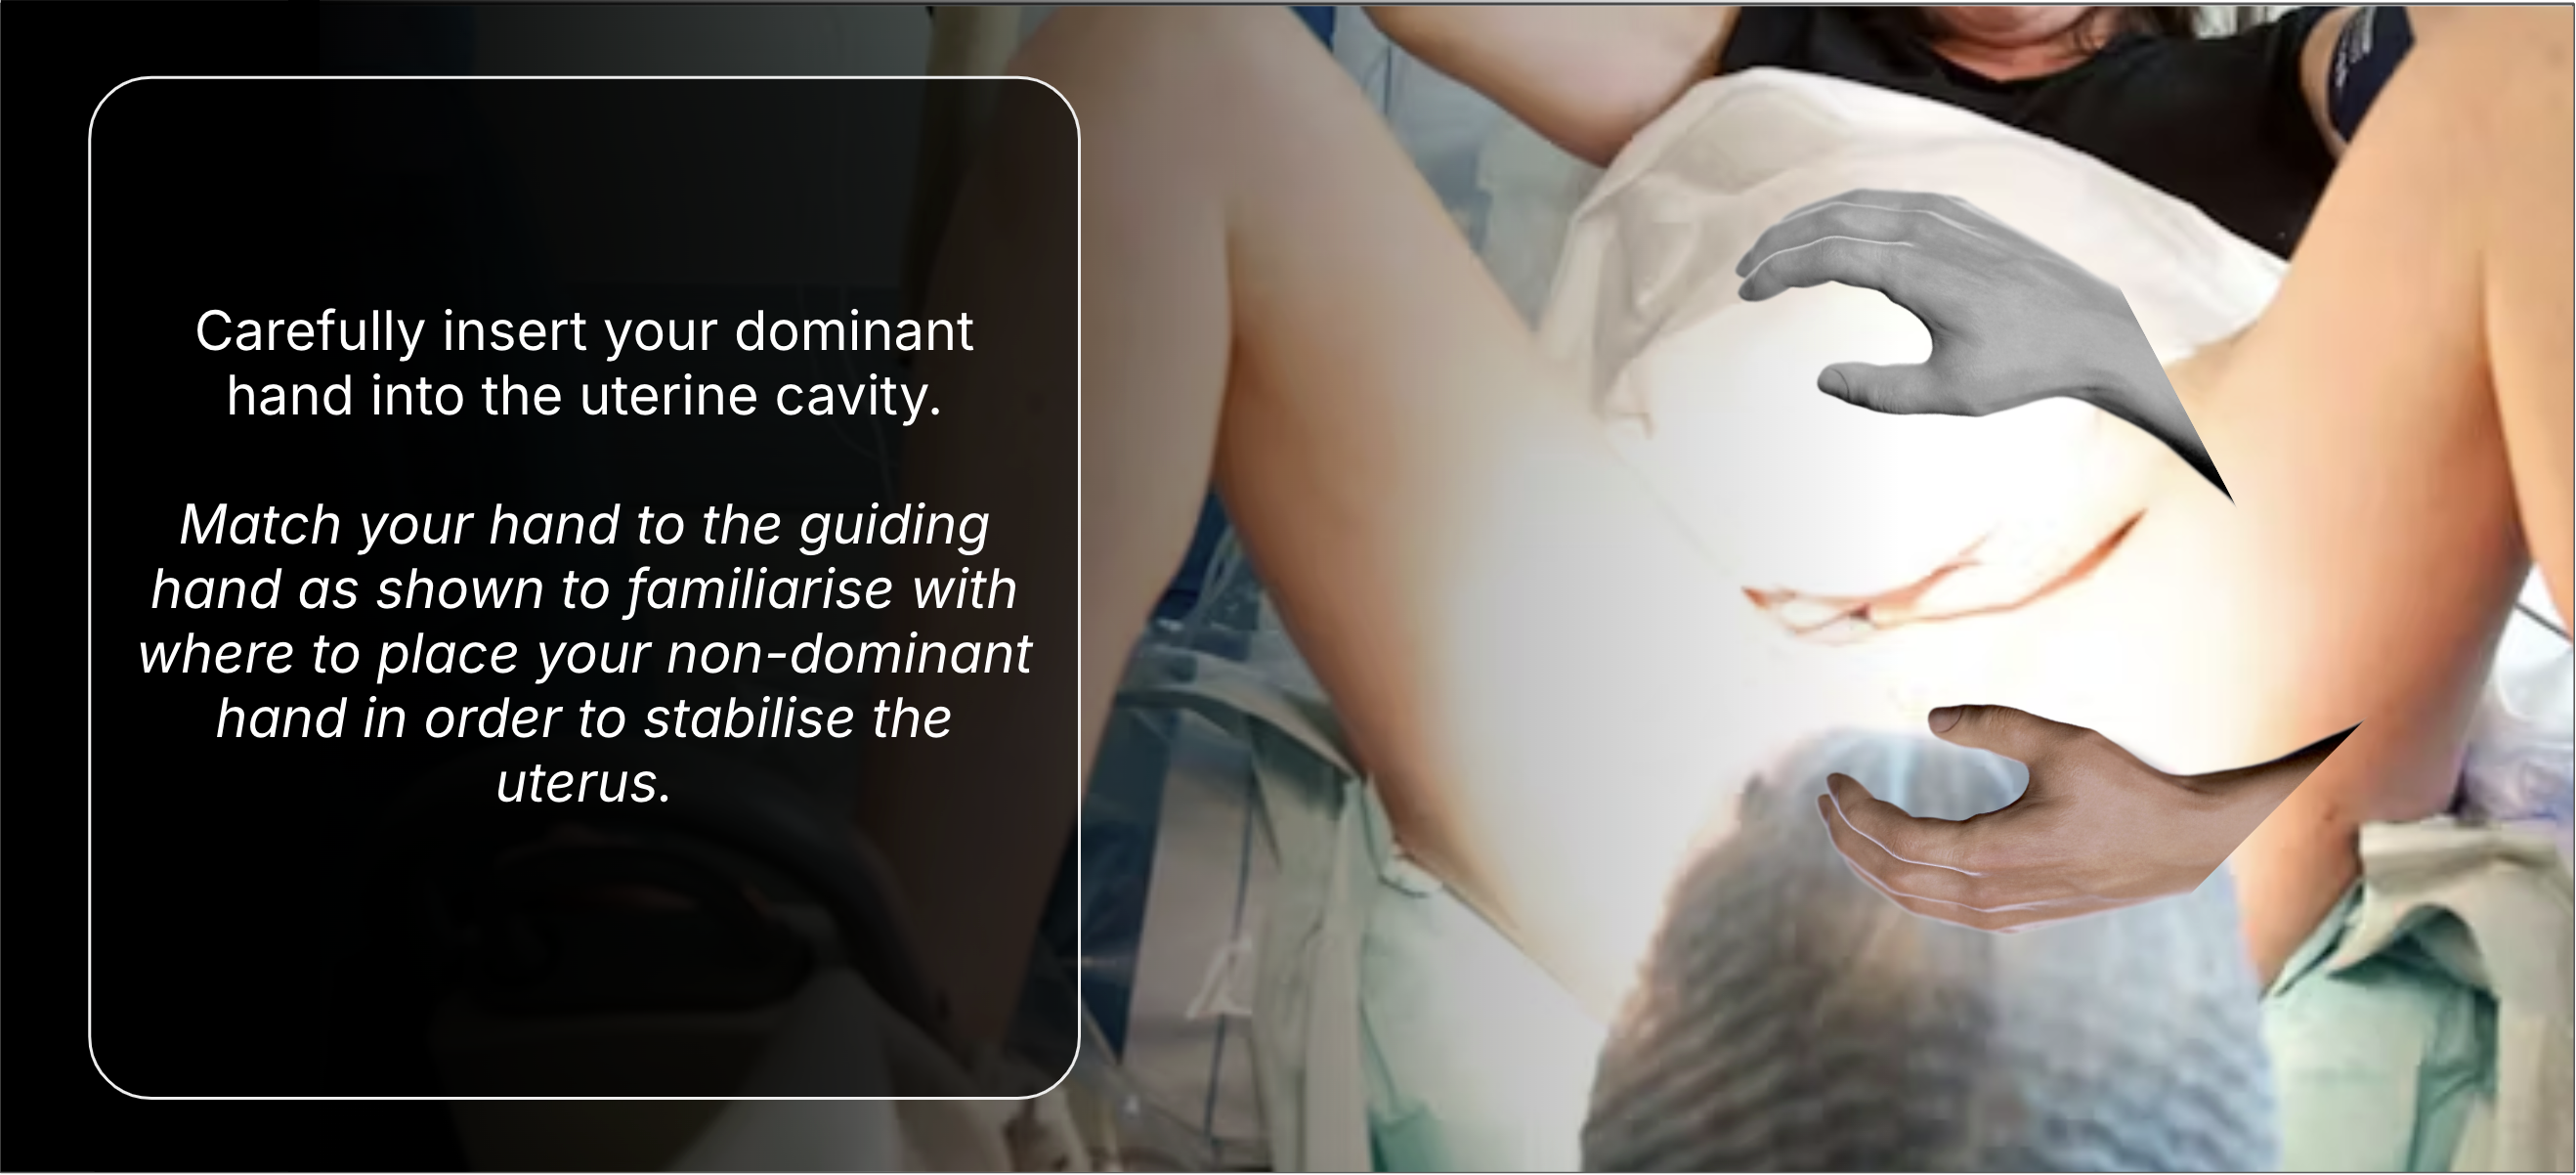 Carefully insert your dominant
hand into the uterine cavity.
Match your hand to the guiding
hand as shown to familiarise with
where to place your non-dominant
hand in order to stabilise the
uterus.